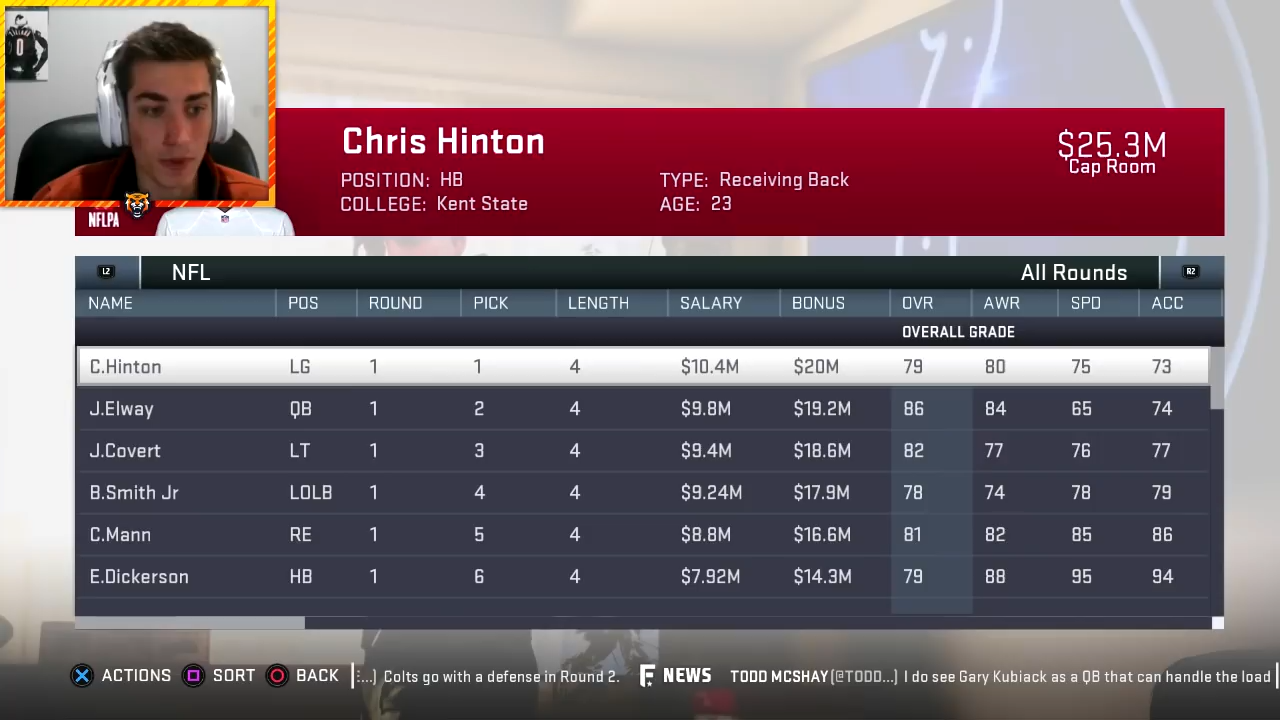 Chris Hinton
POSITION: HB
COLLEGE: Kent State
TYPE: Receiving Back
AGE: 23
$25.3M
Cap Room
NFLPA
L2 NFL All Rounds R2
NAME POS ROUND PICK LENGTH SALARY BONUS OVR AWR SPD ACC
OVERALL GRADE
C.Hinton LG 1 1 4 $10.4M $20M 79 80 75 73
J.Elway QB 1 2 4 $9.8M $19.2M 86 84 65 74
J.Covert LT 1 3 4 $9.4M $18.6M 82 77 76 77
B.Smith Jr LOLB 1 4 4 $9.24M $17.9M 78 74 78 79
C.Mann RE 1 5 4 $8.8M $16.6M 81 82 85 86
E.Dickerson HB 1 6 4 $7.92M $14.3M 79 88 95 94
ACTIONS SORT BACK :...) Colts go with a defense in Round 2. F NEWS TODD MCSHAY(@TODD...) I do see Gary Kubiack as a QB that can handle the load